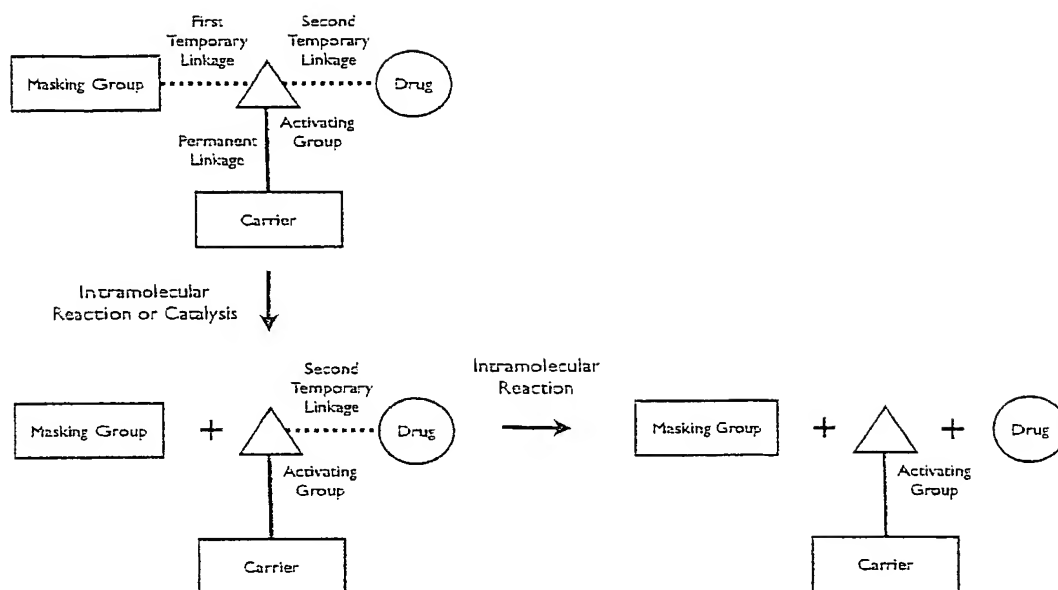 First
Temporary
Linkage
Second
Temporary
Linkage
Masking Group
Drug
Activating
Group
Permanent
Linkage
Carrier
Intramolecular
Reaction or Catalysis
Second
Temporary
Linkage
Masking Group
+
Drug
Activating
Group
Carrier
Intramolecular
Reaction
Masking Group
+
+
Drug
Activating
Group
Carrier